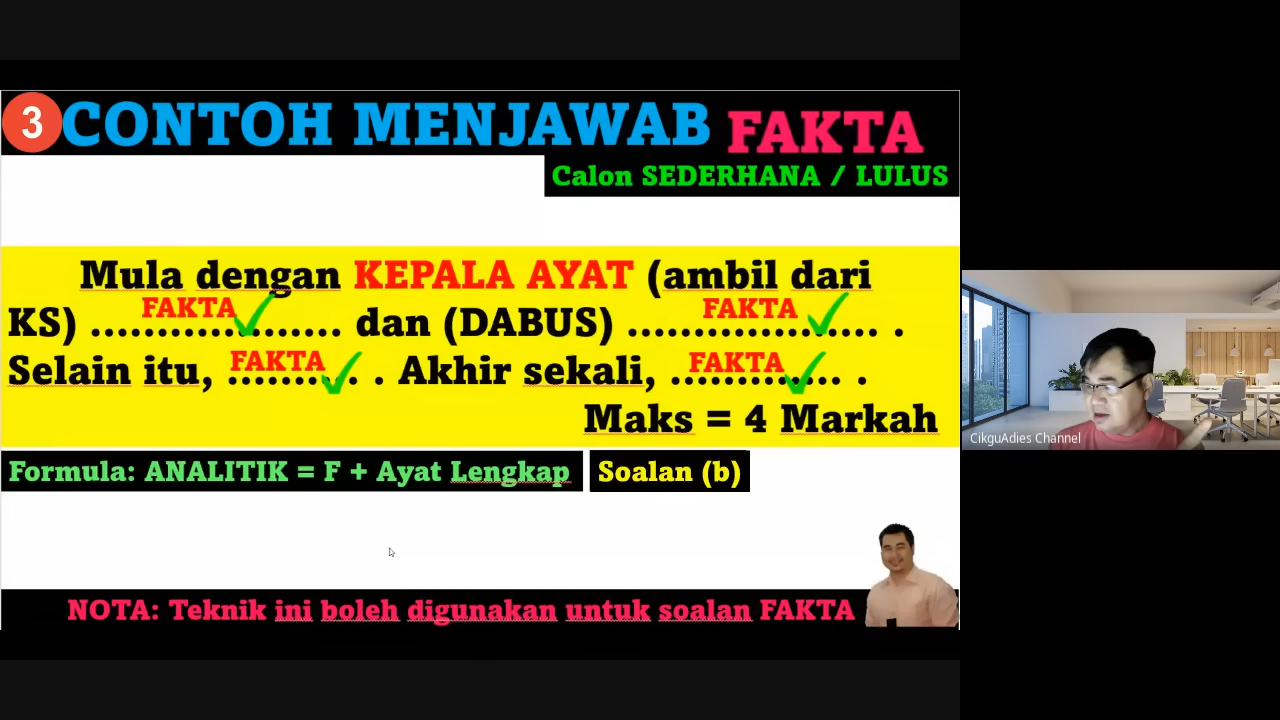 3 CONTOH MENJAWAB FAKTA
Calon SEDERHANA / LULUS
Mula dengan KEPALA AYAT (ambil dari
FAKTA FAKTA
KS) ................... dan (DABUS) ................... .
FAKTA FAKTA
Selain itu, .......... . Akhir sekali, ............. .
Maks = 4 Markah
Formula: ANALITIK = F + Ayat Lengkap Soalan (b)
NOTA: Teknik ini boleh digunakan untuk soalan FAKTA
CikguAdies Channel